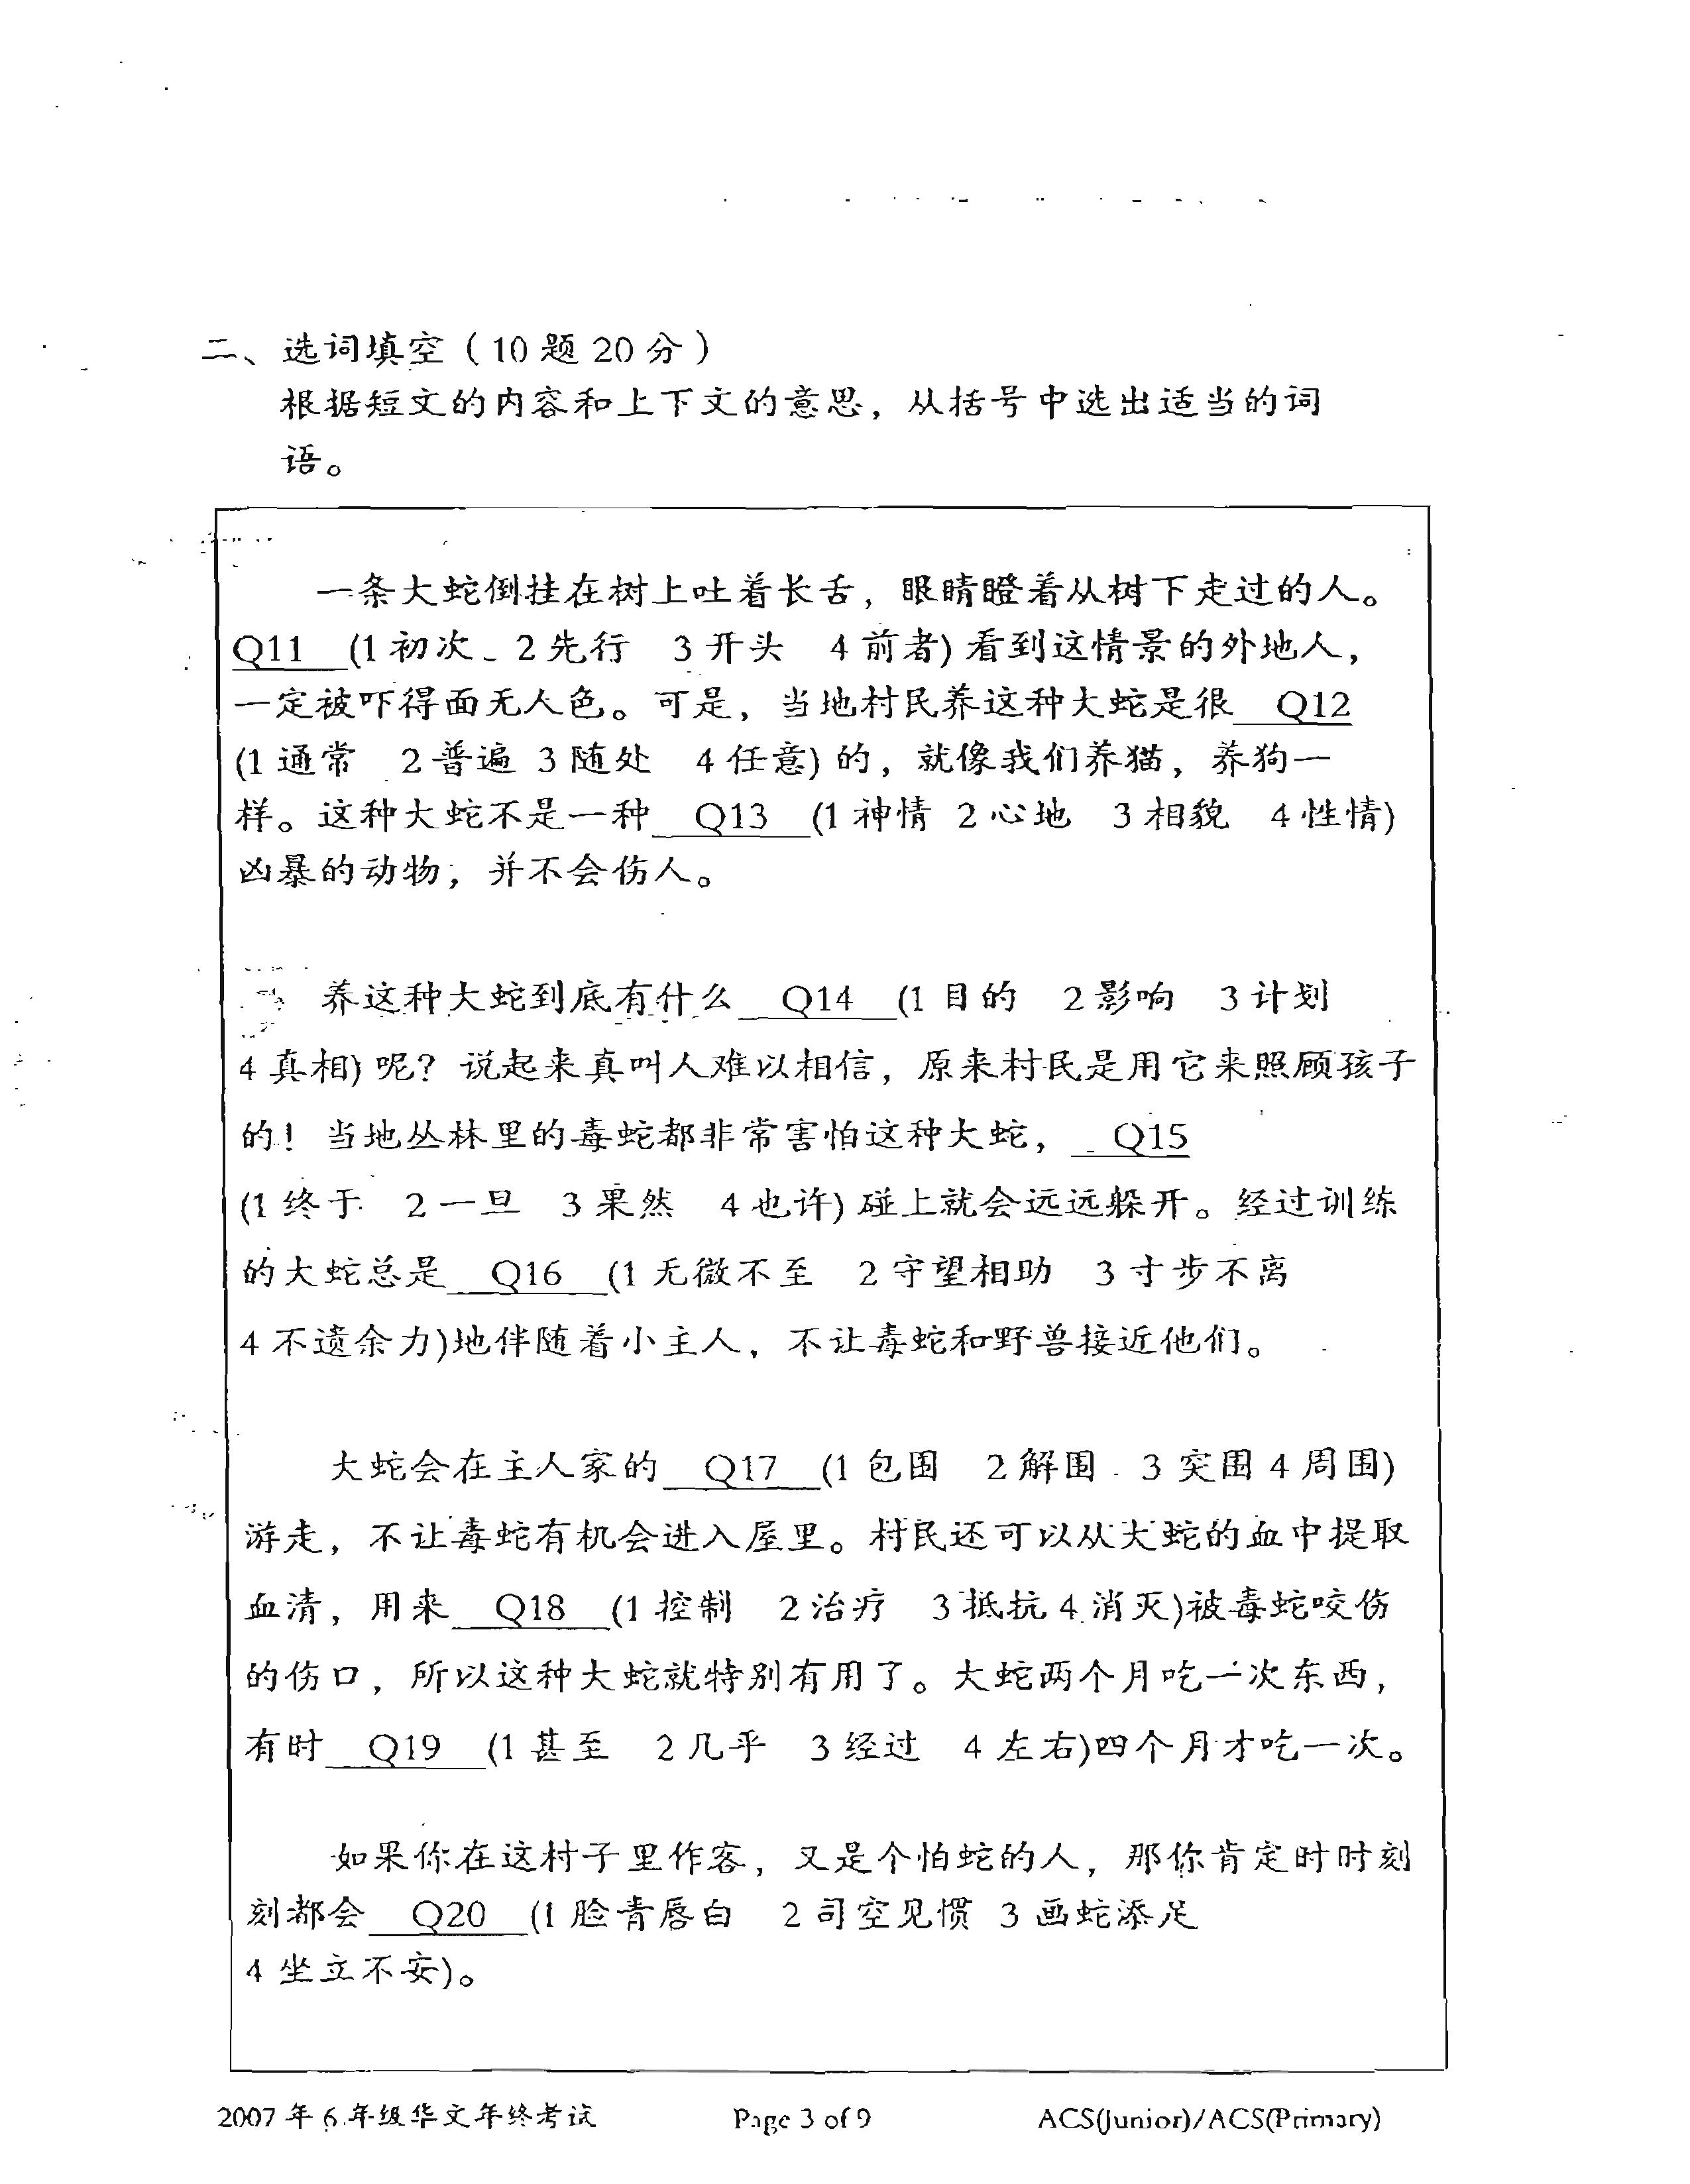 二、选词填空（10题20分）
根据短文的内容和上下文的意思，从括号中选出适当的词
语。
一条大蛇倒挂在树上吐着长舌，眼睛瞪着从树下走过的人。
Q11 (1 初次 2 先行 3 开头 4 前者) 看到这情景的外地人，
一定被吓得面无人色。可是，当地村民养这种大蛇是很 Q12
(1 通常 2 普遍 3 随处 4 任意) 的，就像我们养猫，养狗一
样。这种大蛇不是一种 Q13 (1 神情 2 心地 3 相貌 4 性情)
凶暴的动物，并不会伤人。
养这种大蛇到底有什么 Q14 (1 目的 2 影响 3 计划
4 真相) 呢？说起来真叫人难以相信，原来村民是用它来照顾孩子
的！当地丛林里的毒蛇都非常害怕这种大蛇， Q15
(1 终于 2 一旦 3 果然 4 也许) 碰上就会远远躲开。经过训练
的大蛇总是 Q16 (1 无微不至 2 守望相助 3 寸步不离
4 不遗余力)地伴随着小主人，不让毒蛇和野兽接近他们。
大蛇会在主人家的 Q17 (1 包围 2 解围 3 突围 4 周围)
游走，不让毒蛇有机会进入屋里。村民还可以从大蛇的血中提取
血清，用来 Q18 (1 控制 2 治疗 3 抵抗 4 消灭)被毒蛇咬伤
的伤口，所以这种大蛇就特别有用了。大蛇两个月吃一次东西，
有时 Q19 (1 甚至 2 几乎 3 经过 4 左右)四个月才吃一次。
如果你在这村子里作客，又是个怕蛇的人，那你肯定时时刻
刻都会 Q20 (1 脸青唇白 2 司空见惯 3 画蛇添足
4 坐立不安)。
2007年6年级华文年终考试 Page 3 of 9 ACS(Junior)/ACS(Primary)